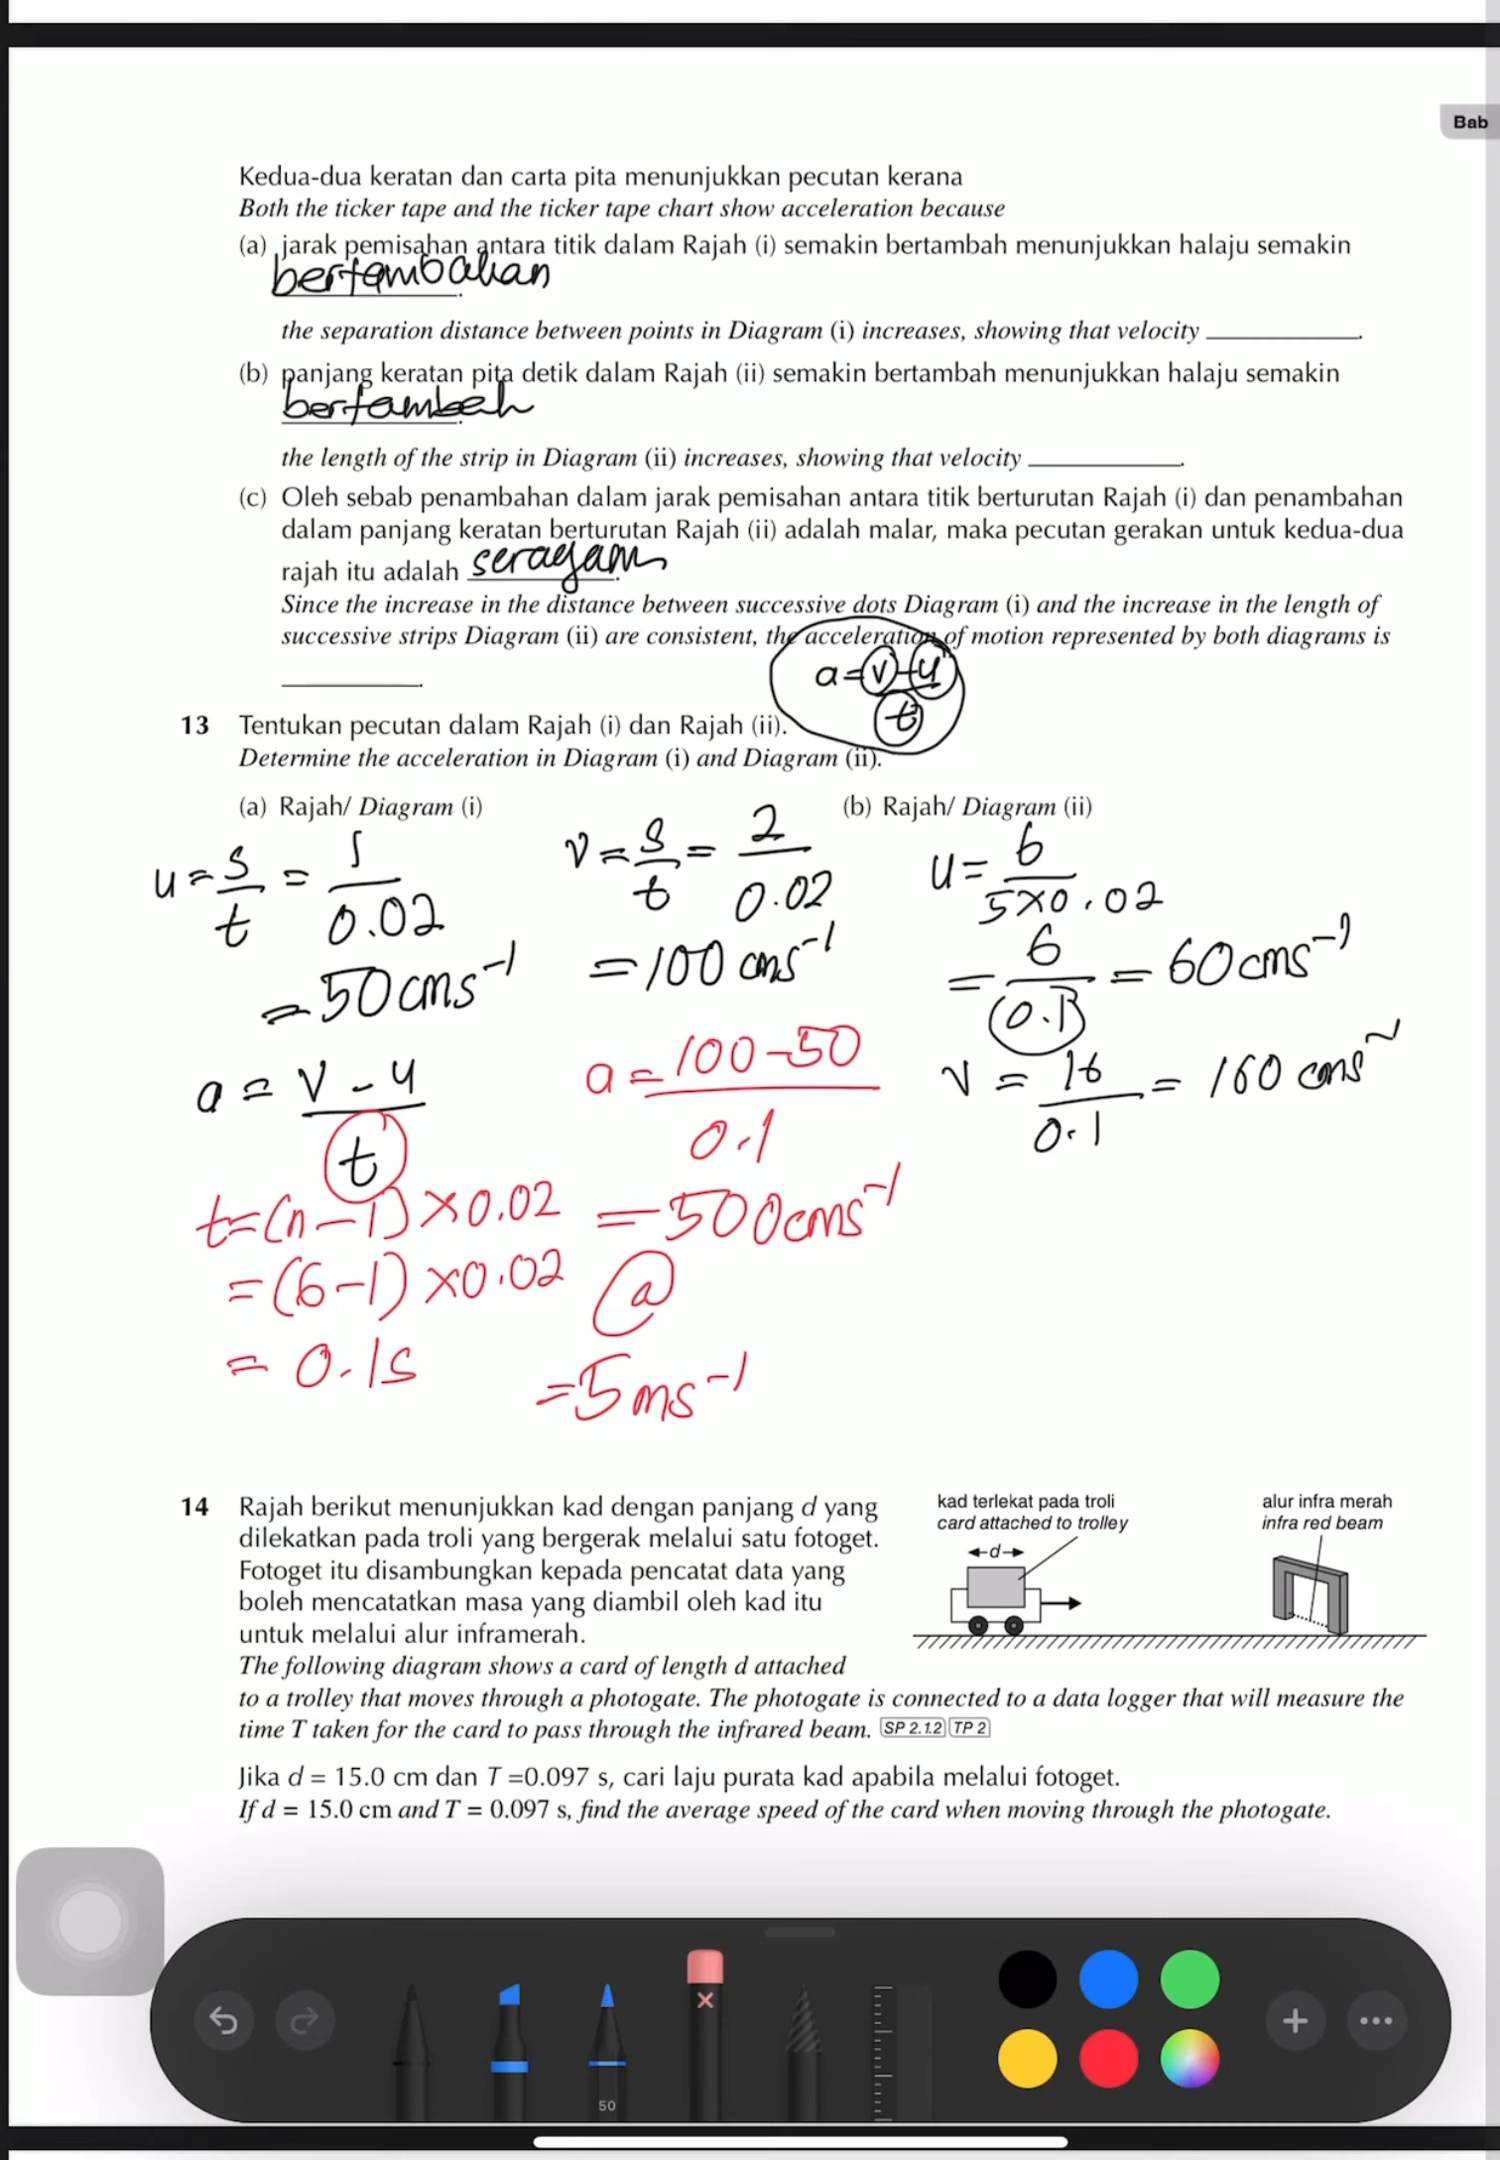 Bab
Kedua-dua keratan dan carta pita menunjukkan pecutan kerana
Both the ticker tape and the ticker tape chart show acceleration because
(a) jarak pemisahan antara titik dalam Rajah (i) semakin bertambah menunjukkan halaju semakin
bertambahan.
the separation distance between points in Diagram (i) increases, showing that velocity ____________.
(b) panjang keratan pita detik dalam Rajah (ii) semakin bertambah menunjukkan halaju semakin
bertambah.
the length of the strip in Diagram (ii) increases, showing that velocity ____________.
(c) Oleh sebab penambahan dalam jarak pemisahan antara titik berturutan Rajah (i) dan penambahan
dalam panjang keratan berturutan Rajah (ii) adalah malar, maka pecutan gerakan untuk kedua-dua
rajah itu adalah seragam.
Since the increase in the distance between successive dots Diagram (i) and the increase in the length of
successive strips Diagram (ii) are consistent, the acceleration of motion represented by both diagrams is
____________.
a = v-u / t
13 Tentukan pecutan dalam Rajah (i) dan Rajah (ii).
Determine the acceleration in Diagram (i) and Diagram (ii).
(a) Rajah/ Diagram (i)
u = s/t = 1/0.02
= 50 cms⁻¹
v = s/t = 2/0.02
= 100 cms⁻¹
a = v - u / t
t = (n-1) × 0.02
= (6-1) × 0.02
= 0.1s
a = 100-50 / 0.1
= 500cms⁻¹
@
= 5ms⁻¹
(b) Rajah/ Diagram (ii)
u = 6 / 5×0.02
= 6 / 0.1 = 60cms⁻¹
v = 16 / 0.1 = 160 cms⁻
14 Rajah berikut menunjukkan kad dengan panjang d yang
dilekatkan pada troli yang bergerak melalui satu fotoget.
Fotoget itu disambungkan kepada pencatat data yang
boleh mencatatkan masa yang diambil oleh kad itu
untuk melalui alur inframerah.
The following diagram shows a card of length d attached
to a trolley that moves through a photogate. The photogate is connected to a data logger that will measure the
time T taken for the card to pass through the infrared beam. SP 2.1.2 TP 2
kad terlekat pada troli
card attached to trolley
d
alur infra merah
infra red beam
Jika d = 15.0 cm dan T =0.097 s, cari laju purata kad apabila melalui fotoget.
If d = 15.0 cm and T = 0.097 s, find the average speed of the card when moving through the photogate.
50